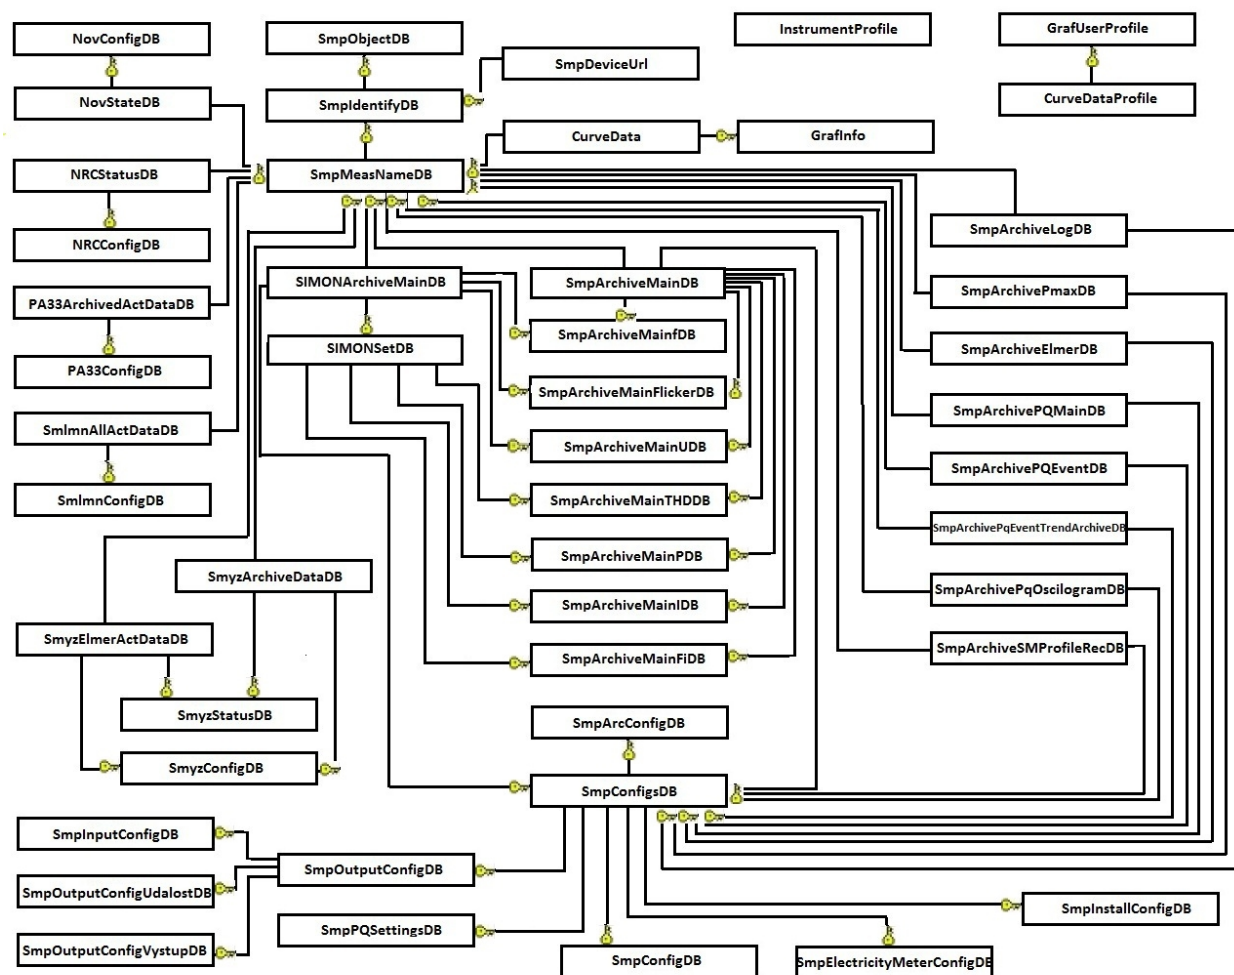 NovConfigDB
SmpObjectDB
InstrumentProfile
GrafUserProfile
SmpDeviceUrl
NovStateDB
SmpIdentifyDB
CurveDataProfile
CurveData
GrafInfo
NRCStatusDB
SmpMeasNameDB
SmpArchiveLogDB
NRCConfigDB
SIMONArchiveMainDB
SmpArchiveMainDB
SmpArchivePmaxDB
PA33ArchivedActDataDB
SmpArchiveMainfDB
SIMONSetDB
SmpArchiveElmerDB
PA33ConfigDB
SmpArchiveMainFlickerDB
SmpArchivePQMainDB
SmlmnAllActDataDB
SmpArchiveMainUDB
SmpArchivePQEventDB
SmlmnConfigDB
SmpArchiveMainTHDDB
SmpArchivePqEventTrendArchiveDB
SmpArchiveMainPDB
SmyzArchiveDataDB
SmpArchivePqOscilogramDB
SmpArchiveMainIDB
SmyzElmerActDataDB
SmpArchiveSMProfileRecDB
SmpArchiveMainFiDB
SmyzStatusDB
SmpArcConfigDB
SmyzConfigDB
SmpConfigsDB
SmpInputConfigDB
SmpOutputConfigDB
SmpOutputConfigUdalostDB
SmpInstallConfigDB
SmpPQSettingsDB
SmpOutputConfigVystupDB
SmpConfigDB
SmpElectricityMeterConfigDB